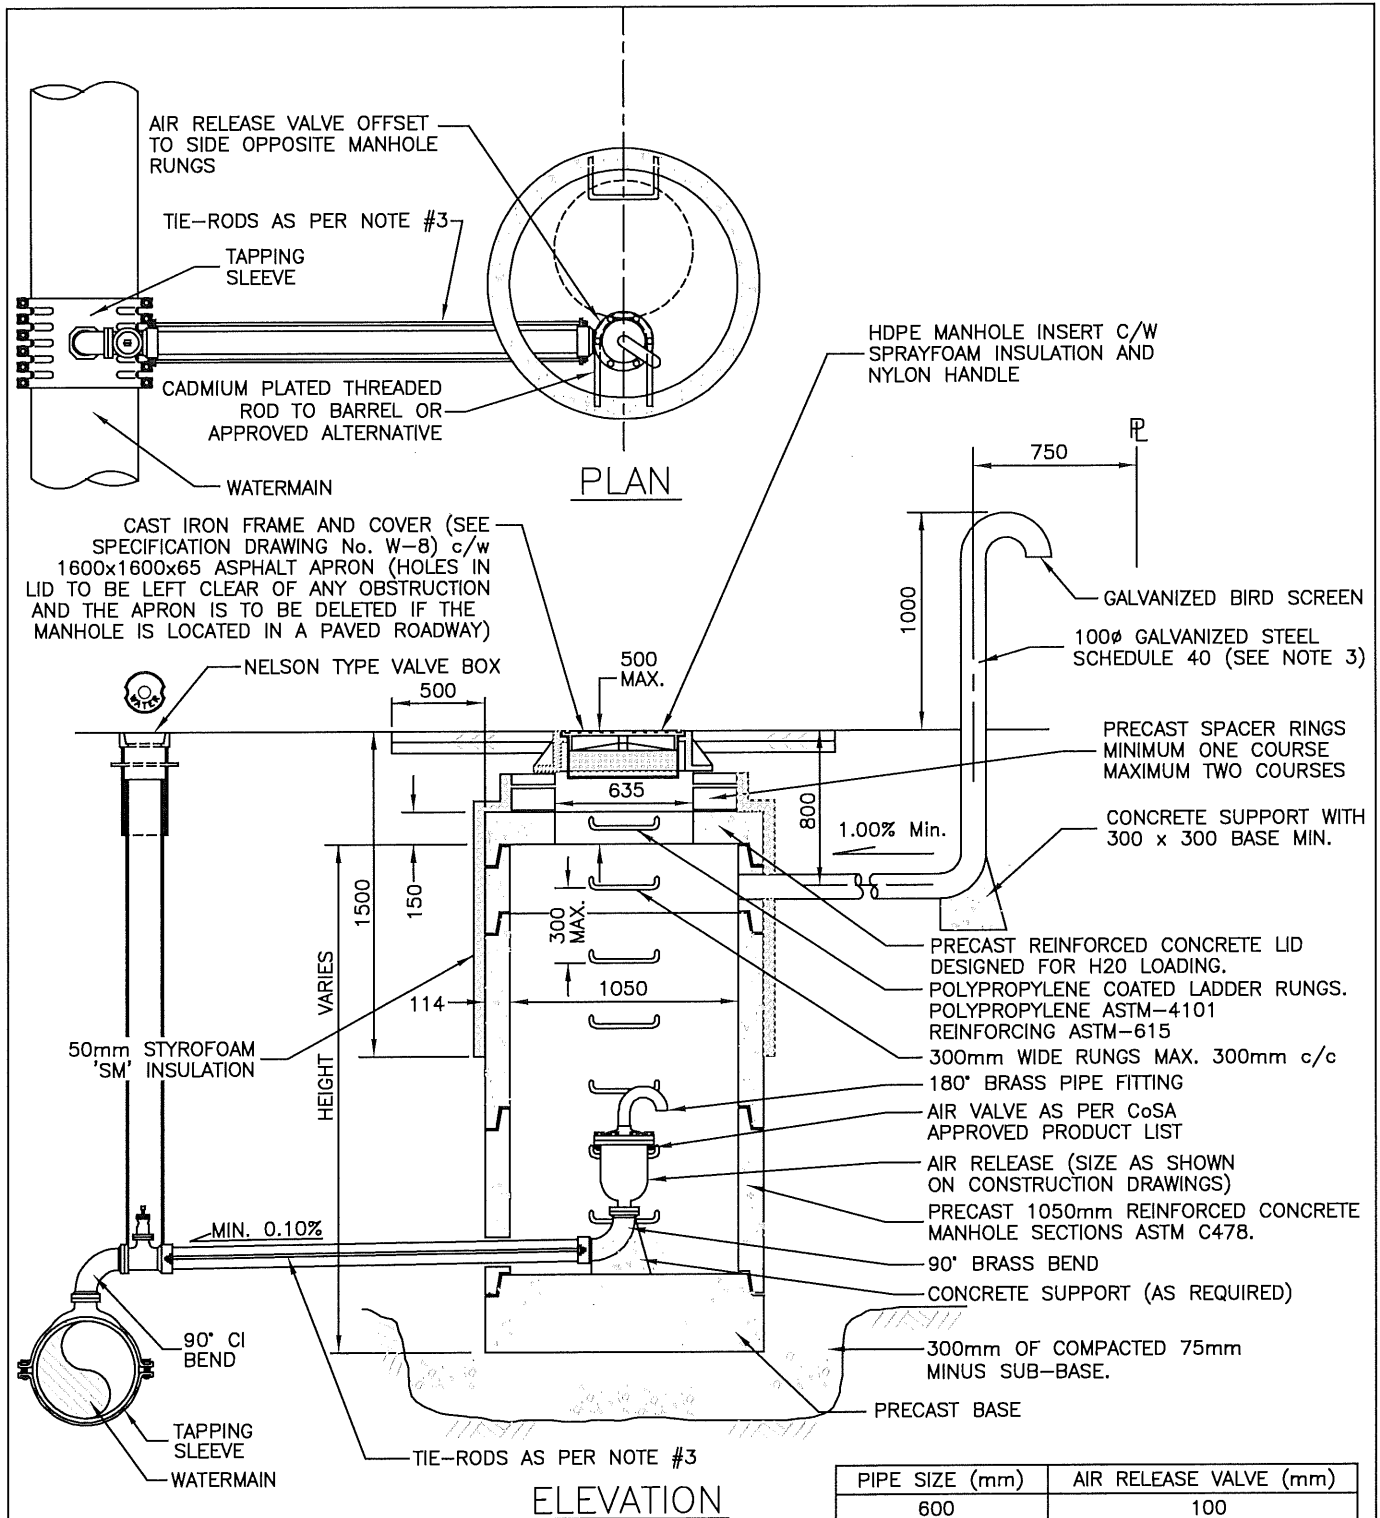 AIR RELEASE VALVE OFFSET
TO SIDE OPPOSITE MANHOLE
RUNGS
TIE-RODS AS PER NOTE #3
TAPPING
SLEEVE
CADMIUM PLATED THREADED
ROD TO BARREL OR
APPROVED ALTERNATIVE
WATERMAIN
PLAN
HDPE MANHOLE INSERT C/W
SPRAYFOAM INSULATION AND
NYLON HANDLE
PL
750
CAST IRON FRAME AND COVER (SEE
SPECIFICATION DRAWING No. W-8) c/w
1600x1600x65 ASPHALT APRON (HOLES IN
LID TO BE LEFT CLEAR OF ANY OBSTRUCTION
AND THE APRON IS TO BE DELETED IF THE
MANHOLE IS LOCATED IN A PAVED ROADWAY)
1000
GALVANIZED BIRD SCREEN
100ø GALVANIZED STEEL
SCHEDULE 40 (SEE NOTE 3)
NELSON TYPE VALVE BOX
WATER
500
500
MAX.
PRECAST SPACER RINGS
MINIMUM ONE COURSE
MAXIMUM TWO COURSES
635
800
1.00% Min.
CONCRETE SUPPORT WITH
300 x 300 BASE MIN.
1500
150
300
MAX.
PRECAST REINFORCED CONCRETE LID
DESIGNED FOR H20 LOADING.
POLYPROPYLENE COATED LADDER RUNGS.
POLYPROPYLENE ASTM-4101
REINFORCING ASTM-615
HEIGHT VARIES
114
1050
50mm STYROFOAM
'SM' INSULATION
300mm WIDE RUNGS MAX. 300mm c/c
180° BRASS PIPE FITTING
AIR VALVE AS PER CoSA
APPROVED PRODUCT LIST
AIR RELEASE (SIZE AS SHOWN
ON CONSTRUCTION DRAWINGS)
PRECAST 1050mm REINFORCED CONCRETE
MANHOLE SECTIONS ASTM C478.
MIN. 0.10%
90° BRASS BEND
CONCRETE SUPPORT (AS REQUIRED)
90° CI
BEND
300mm OF COMPACTED 75mm
MINUS SUB-BASE.
PRECAST BASE
TAPPING
SLEEVE
WATERMAIN
TIE-RODS AS PER NOTE #3
ELEVATION
PIPE SIZE (mm) AIR RELEASE VALVE (mm)
600 100